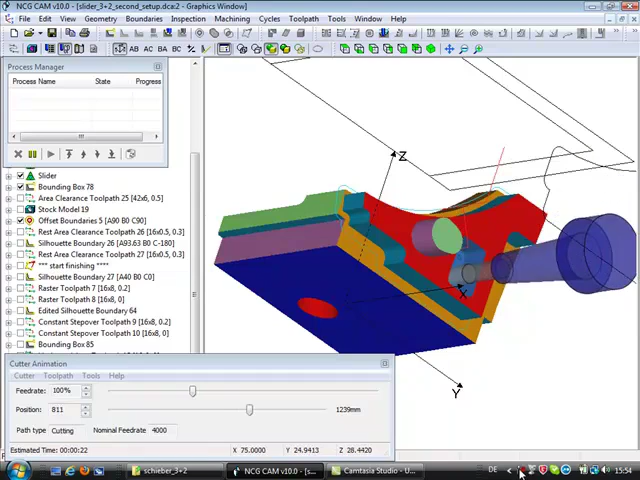 NCG CAM v10.0 - [slider_3+2_second_setup.dca:2 - Graphics Window]
File Edit View Insert Geometry Boundaries Inspection Machining Cycles Toolpath Tools Window Help
AB AC BA BC
Process Manager
Process Name State Progress
Slider
Bounding Box 78
Area Clearance Toolpath 25 [42x6, 0.5]
Stock Model 19
Offset Boundaries 5 [A90 B0 C90]
Rest Area Clearance Toolpath 26 [16x0.5, 0.3]
Silhouette Boundary 26 [A93.63 B0 C-180]
Rest Area Clearance Toolpath 27 [16x0.5, 0.3]
*** start finishing ***
Silhouette Boundary 27 [A40 B0 C0]
Raster Toolpath 7 [16x8, 0.2]
Raster Toolpath 8 [16x8, 0]
Edited Silhouette Boundary 64
Constant Stepover Toolpath 9 [16x8, 0.2]
Constant Stepover Toolpath 10 [16x8, 0]
Bounding Box 85
Z
X
Y
Cutter Animation
Cutter Toolpath Tools Help
Feedrate: 100%
Position: 811 1239mm
Path type Cutting Nominal Feedrate 4000
Estimated Time: 00:00:22 X 75.0000 Y 24.9413 Z 28.4420
schieber_3+2 NCG CAM v10.0 - [s... Camtasia Studio - U... DE 15:54